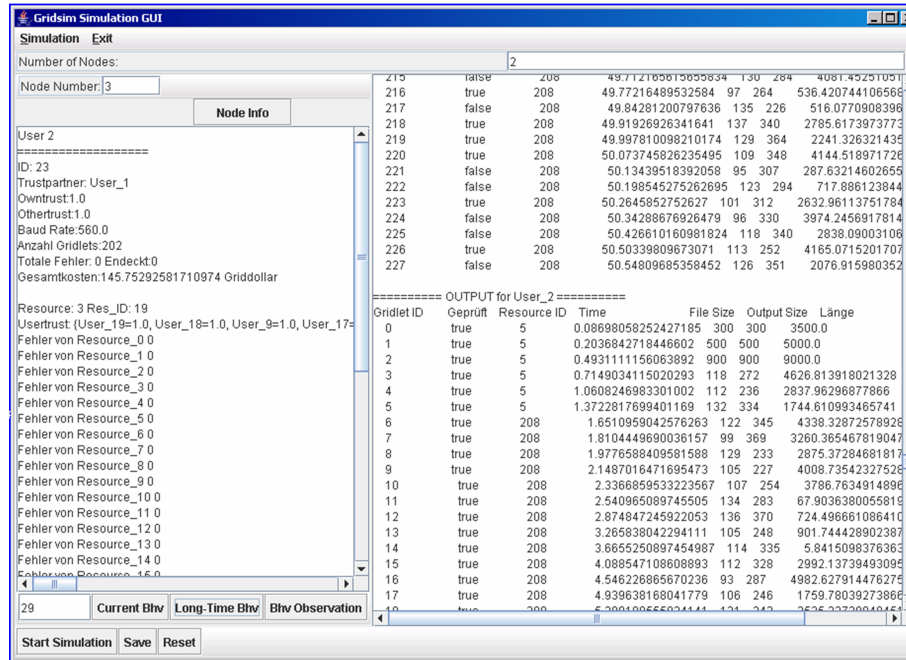 Gridsim Simulation GUI
Simulation Exit
Number of Nodes: 2
Node Number: 3
Node Info
User 2
===================
ID: 23
Trustpartner: User_1
Owntrust:1.0
Othertrust:1.0
Baud Rate:560.0
Anzahl Gridlets:202
Totale Fehler: 0 Endeckt:0
Gesamtkosten:145.75292581710974 Griddollar
Resource: 3 Res_ID: 19
Usertrust: {User_19=1.0, User_18=1.0, User_9=1.0, User_17=
Fehler von Resource_0 0
Fehler von Resource_1 0
Fehler von Resource_2 0
Fehler von Resource_3 0
Fehler von Resource_4 0
Fehler von Resource_5 0
Fehler von Resource_6 0
Fehler von Resource_7 0
Fehler von Resource_8 0
Fehler von Resource_9 0
Fehler von Resource_10 0
Fehler von Resource_11 0
Fehler von Resource_12 0
Fehler von Resource_13 0
Fehler von Resource_14 0
Fehler von Resource_15 0
29 Current Bhv Long-Time Bhv Bhv Observation
Start Simulation Save Reset
215 false 208 49.712165615655834 130 284 4081.45251051
216 true 208 49.77216489532584 97 264 536.420744106568
217 false 208 49.84281200797636 135 226 516.0770908396
218 true 208 49.91926926341641 137 340 2785.6173973773
219 true 208 49.997810098210174 129 364 2241.326321435
220 true 208 50.073745826235495 109 348 4144.518971726
221 false 208 50.13439518392058 95 307 287.63214602655
222 false 208 50.198545275262695 123 294 717.886123844
223 true 208 50.2645852752627 101 312 2632.96113751784
224 false 208 50.34288676926479 96 330 3974.2456917814
225 false 208 50.426610160981824 118 340 2838.09003106
226 true 208 50.50339809673071 113 252 4165.0715201707
227 false 208 50.54809685358452 126 351 2076.915980352
========== OUTPUT for User_2 ==========
Gridlet ID Geprüft Resource ID Time File Size Output Size Länge
0 true 5 0.08698058252427185 300 300 3500.0
1 true 5 0.2036842718446602 500 500 5000.0
2 true 5 0.4931111156063892 900 900 9000.0
3 true 5 0.7149034115020293 118 272 4626.813918021328
4 true 5 1.0608246983301002 112 236 2837.96296877866
5 true 5 1.3722817699401169 132 334 1744.610993465741
6 true 208 1.6510959042576263 122 345 4338.32872578928
7 true 208 1.8104449690036157 99 369 3260.365467819047
8 true 208 1.9776588409581588 129 233 2875.37284681817
9 true 208 2.1487016471695473 105 227 4008.73542327528
10 true 208 2.3366859533223567 107 254 3786.7634914896
11 true 208 2.540965089745505 134 283 67.9036380055819
12 true 208 2.874847245922053 136 370 724.496661086410
13 true 208 3.265838042294111 105 248 901.744428902387
14 true 208 3.6655250897454987 114 335 5.84150983763​63
15 true 208 4.088547108608893 112 328 2992.13739493095
16 true 208 4.546226865670236 93 287 4982.627914476275
17 true 208 4.939638168041779 106 246 1759.78039273866